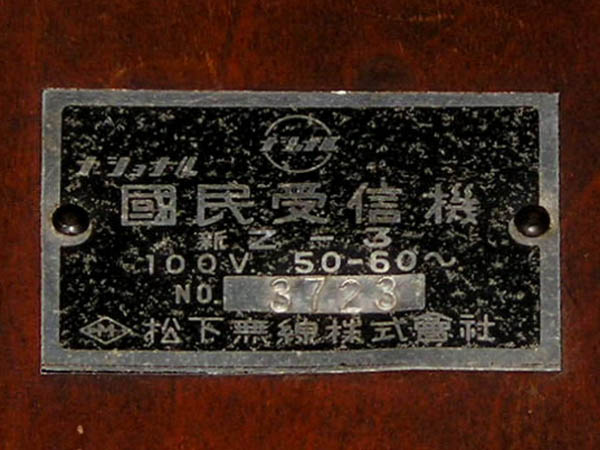 ナショナル
ナショナル
國民受信機
新Z-3
100V 50-60～
NO. 3723
M 松下無線株式會社